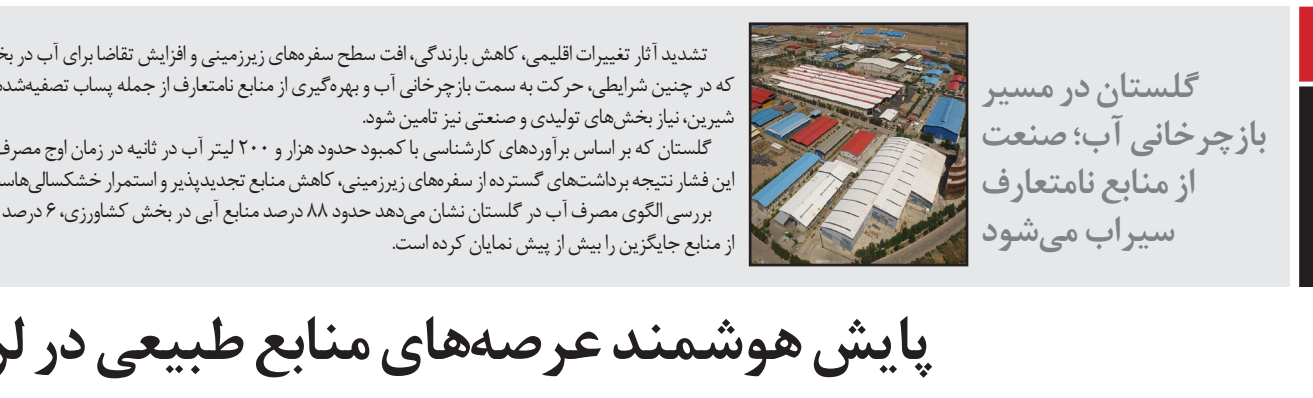 گلستان در مسیر
بازچرخانی آب؛ صنعت
از منابع نامتعارف
سیراب می‌شود
تشدید آثار تغییرات اقلیمی، کاهش بارندگی، افت سطح سفره‌های زیرزمینی و افزایش تقاضا برای آب در
که در چنین شرایطی، حرکت به سمت بازچرخانی آب و بهره‌گیری از منابع نامتعارف از جمله پساب تصفیه‌شده
شیرین، نیاز بخش‌های تولیدی و صنعتی نیز تامین شود.
گلستان که بر اساس برآوردهای کارشناسی با کمبود حدود هزار و ۲۰۰ لیتر آب در ثانیه در زمان اوج مصرف
این فشار نتیجه برداشت‌های گسترده از سفره‌های زیرزمینی، کاهش منابع تجدیدپذیر و استمرار خشکسالی‌هاست
بررسی الگوی مصرف آب در گلستان نشان می‌دهد حدود ۸۸ درصد منابع آبی در بخش کشاورزی، ۶ درصد
از منابع جایگزین را بیش از پیش نمایان کرده است.
پایش هوشمند عرصه‌های منابع طبیعی در